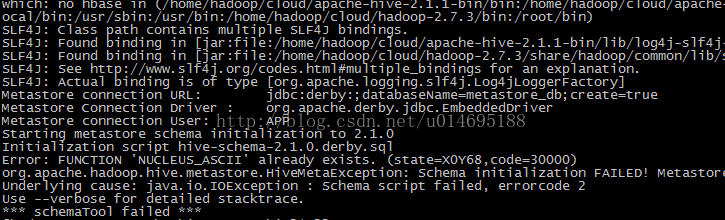 which: no hbase in (/home/hadoop/cloud/apache-hive-2.1.1-bin/bin:/home/hadoop/cloud/apache
ocal/bin:/usr/sbin:/usr/bin:/home/hadoop/cloud/hadoop-2.7.3/bin:/root/bin)
SLF4J: Class path contains multiple SLF4J bindings.
SLF4J: Found binding in [jar:file:/home/hadoop/cloud/apache-hive-2.1.1-bin/lib/log4j-slf4j-
SLF4J: Found binding in [jar:file:/home/hadoop/cloud/hadoop-2.7.3/share/hadoop/common/lib/s
SLF4J: See http://www.slf4j.org/codes.html#multiple_bindings for an explanation.
SLF4J: Actual binding is of type [org.apache.logging.slf4j.Log4jLoggerFactory]
Metastore connection URL: jdbc:derby:;databaseName=metastore_db;create=true
Metastore Connection Driver : org.apache.derby.jdbc.EmbeddedDriver
Metastore connection User: APP
http://blog.csdn.net/u014695188
Starting metastore schema initialization to 2.1.0
Initialization script hive-schema-2.1.0.derby.sql
Error: FUNCTION 'NUCLEUS_ASCII' already exists. (state=X0Y68,code=30000)
org.apache.hadoop.hive.metastore.HiveMetaException: Schema initialization FAILED! Metastor
Underlying cause: java.io.IOException : Schema script failed, errorcode 2
Use --verbose for detailed stacktrace.
*** schemaTool failed ***